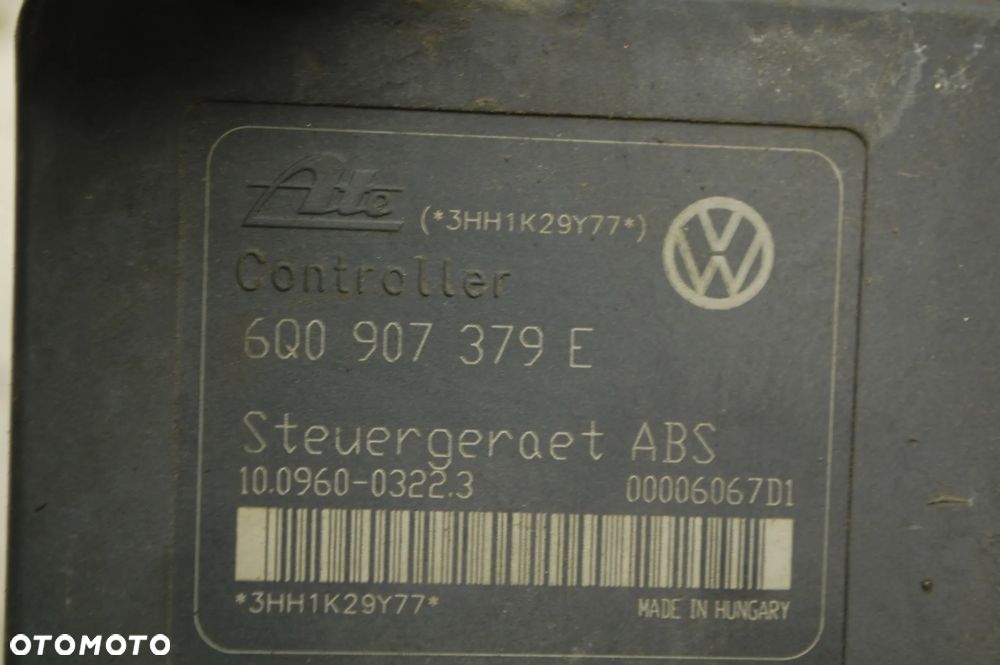 Ate (*3HH1K29Y77*)
Controller
6Q0 907 379 E
Steuergeraet ABS
10.0960-0322.3 00006067D1
*3HH1K29Y77* MADE IN HUNGARY
OTOMOTO